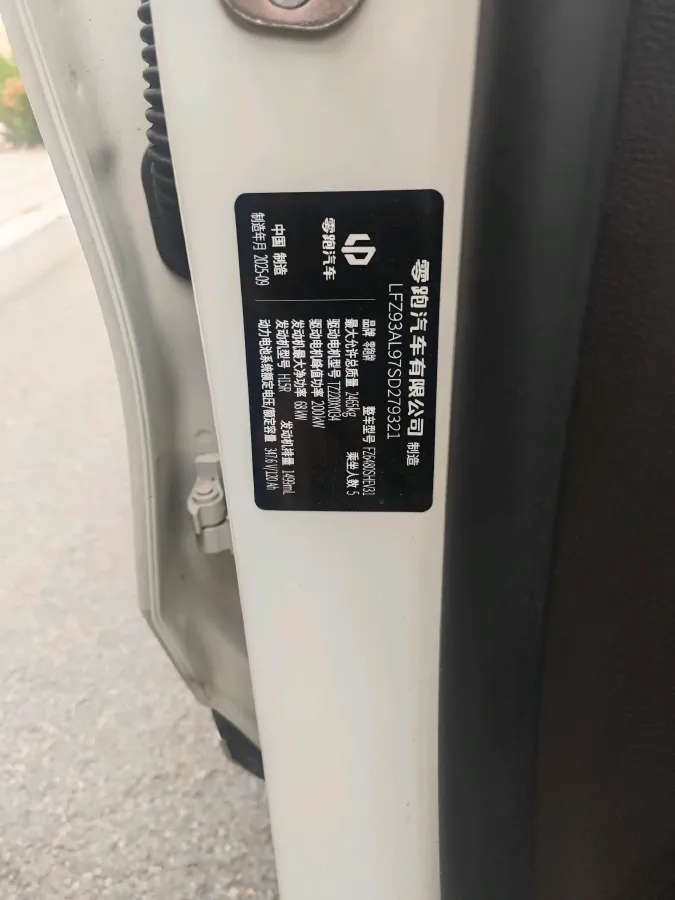 零跑汽车有限公司 制造
LFZ93AL97TSD279321
零跑汽车
中国 制造
制造年月 2025-09
品牌 零跑牌 整车型号 FZ6480SHEV31
最大允许总质量 2465kg 乘坐人数 5
驱动电机型号 TZ220XY034
驱动电机峰值功率 200kW
发动机最大净功率 68kW 发动机排量 1499mL
发动机型号 H15R
动力电池系统额定电压/额定容量 347.6V/120Ah